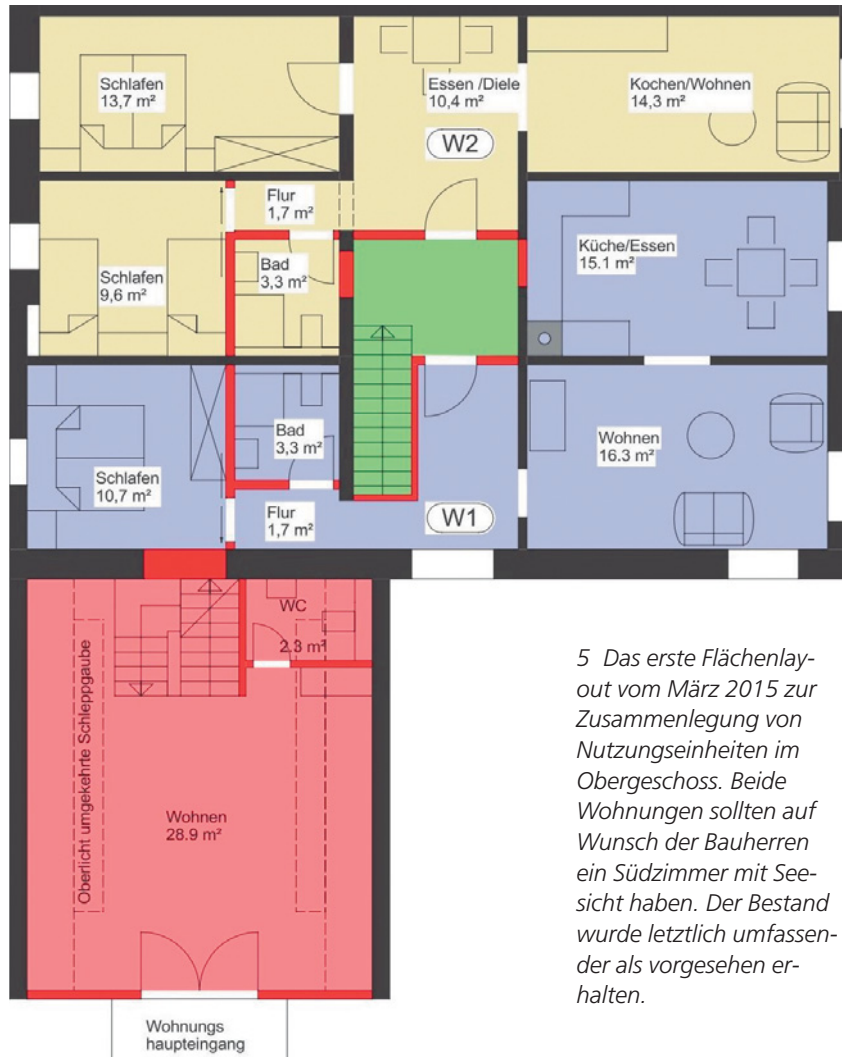 Schlafen
13,7 m²
Essen /Diele
10,4 m²
Kochen/Wohnen
14,3 m²
W2
Flur
1,7 m²
Schlafen
9,6 m²
Bad
3,3 m²
Küche/Essen
15.1 m²
Schlafen
10,7 m²
Bad
3,3 m²
Wohnen
16.3 m²
Flur
1,7 m²
W1
WC
2.3 m²
Oberlicht umgekehrte Schleppgaube
Wohnen
28.9 m²
Wohnungs
haupteingang
5 Das erste Flächenlay-
out vom März 2015 zur
Zusammenlegung von
Nutzungseinheiten im
Obergeschoss. Beide
Wohnungen sollten auf
Wunsch der Bauherren
ein Südzimmer mit See-
sicht haben. Der Bestand
wurde letztlich umfassen-
der als vorgesehen er-
halten.